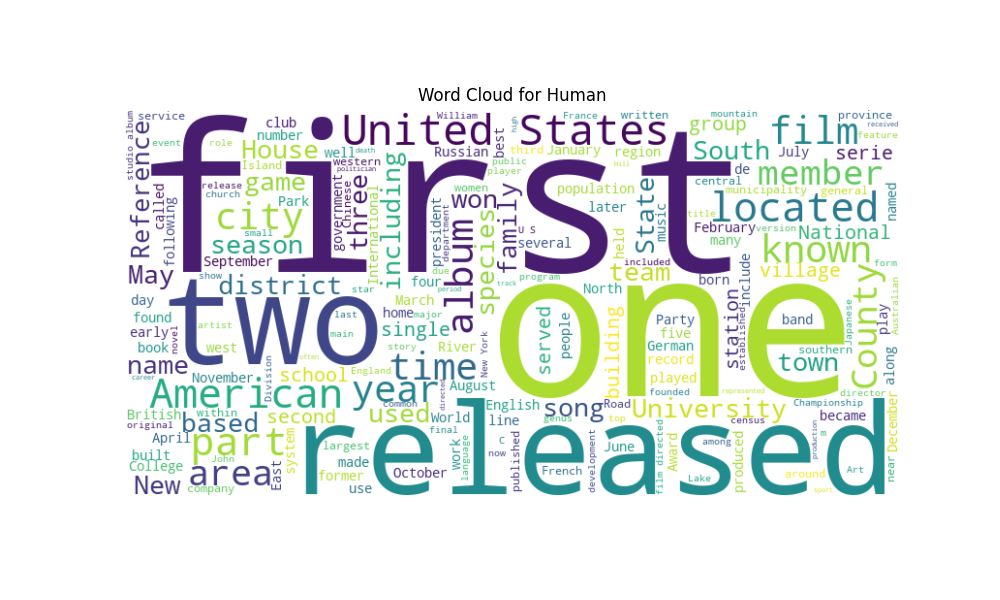 Word Cloud for Human
first
United States
film
one
two
released
service
club
William
France
written
mountain
province
received
number
House
well
Russian
best
high
third
January
region
group
South
July
serie
feature
studio album
event
role
Reference
called
following
Island
game
Park
western
death
politician
Chinese
government
three
International
including
president
department
women
won
family
public
player
u s
several
population
later
held
State
music
de
central
member
municipality
general
located
named
title
February
version
many
National
release
church
city
season
September
species
album
Hill
known
form
May
show
district
star
due
four
program
track
North
team
born
include
village
Australian
day
found
early
book
novel
artist
west
last
main
home
March
major
period
single
story
River
New York
served
people
building
Party
five
German
record
played
founded
station
established
band
southern
town
Japanese
play
County
along
name
November
Division
school
often
England
time
August
career
American
year
common
directed
represented
director
British
within
original
second
used
World
final
English
line
genus
song
Road
top
University
census
Championship
became
December
based
April
built
College
part
largest
system
John
former
made
work
language
c
now
published
French
development
June
film directed
Award
among
produced
production
around
Art
near
New
area
company
East
use
October
Lake
sport
included